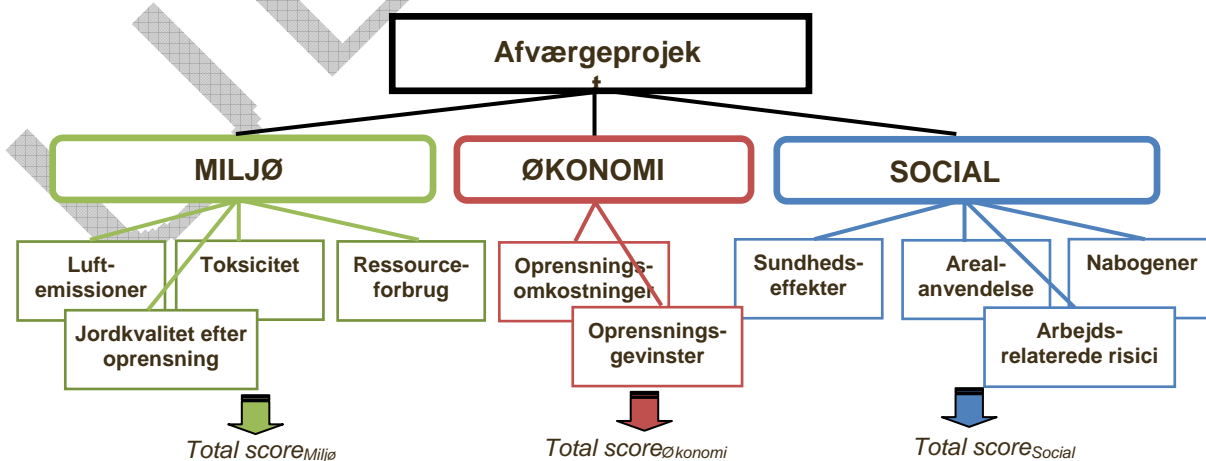 Afværgeprojek
t
MILJØ
ØKONOMI
SOCIAL
Luft-
emissioner
Toksicitet
Ressource-
forbrug
Jordkvalitet efter
oprensning
Oprensnings-
omkostninger
Oprensnings-
gevinster
Sundheds-
effekter
Areal-
anvendelse
Nabogener
Arbejds-
relaterede risici
Total scoreMiljø
Total scoreØkonomi
Total scoreSocial